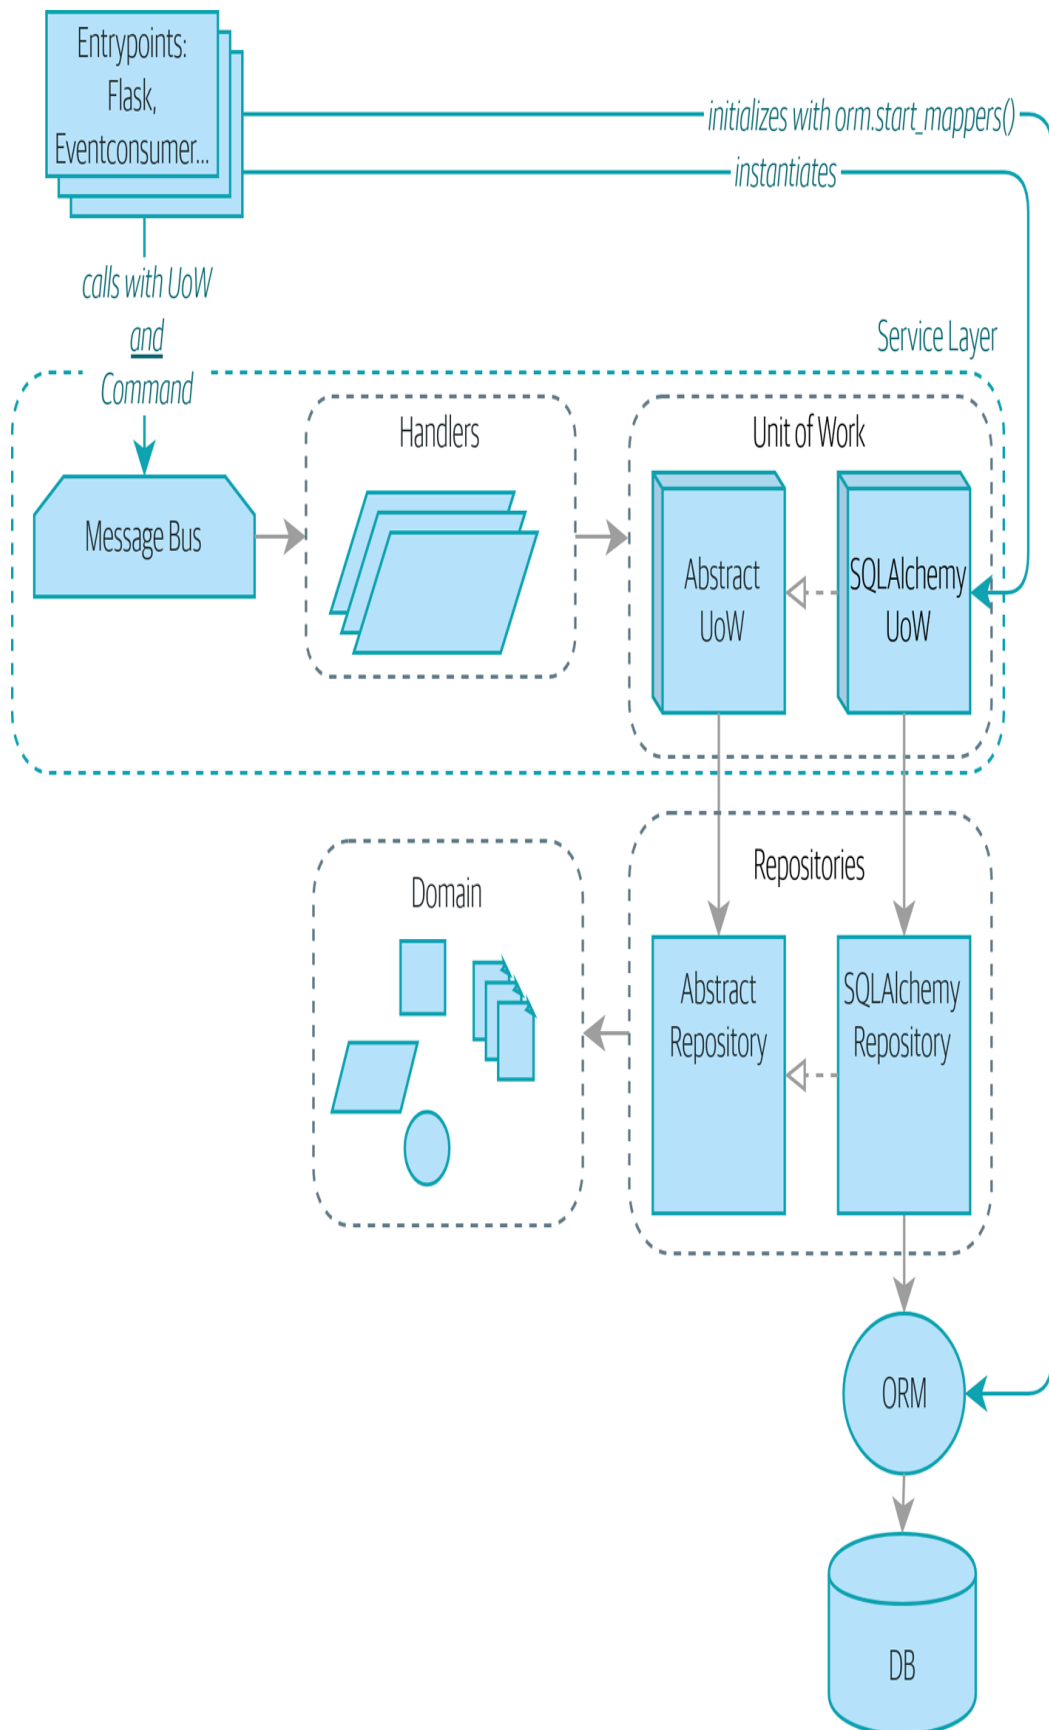 Entrypoints:
Flask,
Eventconsumer...
initializes with orm.start_mappers()
instantiates
calls with UoW
and
Command
Service Layer
Handlers
Unit of Work
Message Bus
Abstract
UoW
SQLAlchemy
UoW
Domain
Repositories
Abstract
Repository
SQLAlchemy
Repository
ORM
DB